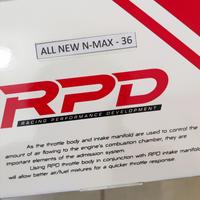 ALL NEW N-MAX - 36
RPD
RACING PERFORMANCE DEVELOPMENT
As the throttle body and intake manifold are used to control the
amount of air flowing to the engine's combustion chamber, they are
important elements of the admission system.
Using RPD throttle body in conjunction with RPD intake manifold
will allow better air/fuel mixtures for a quicker throttle response.